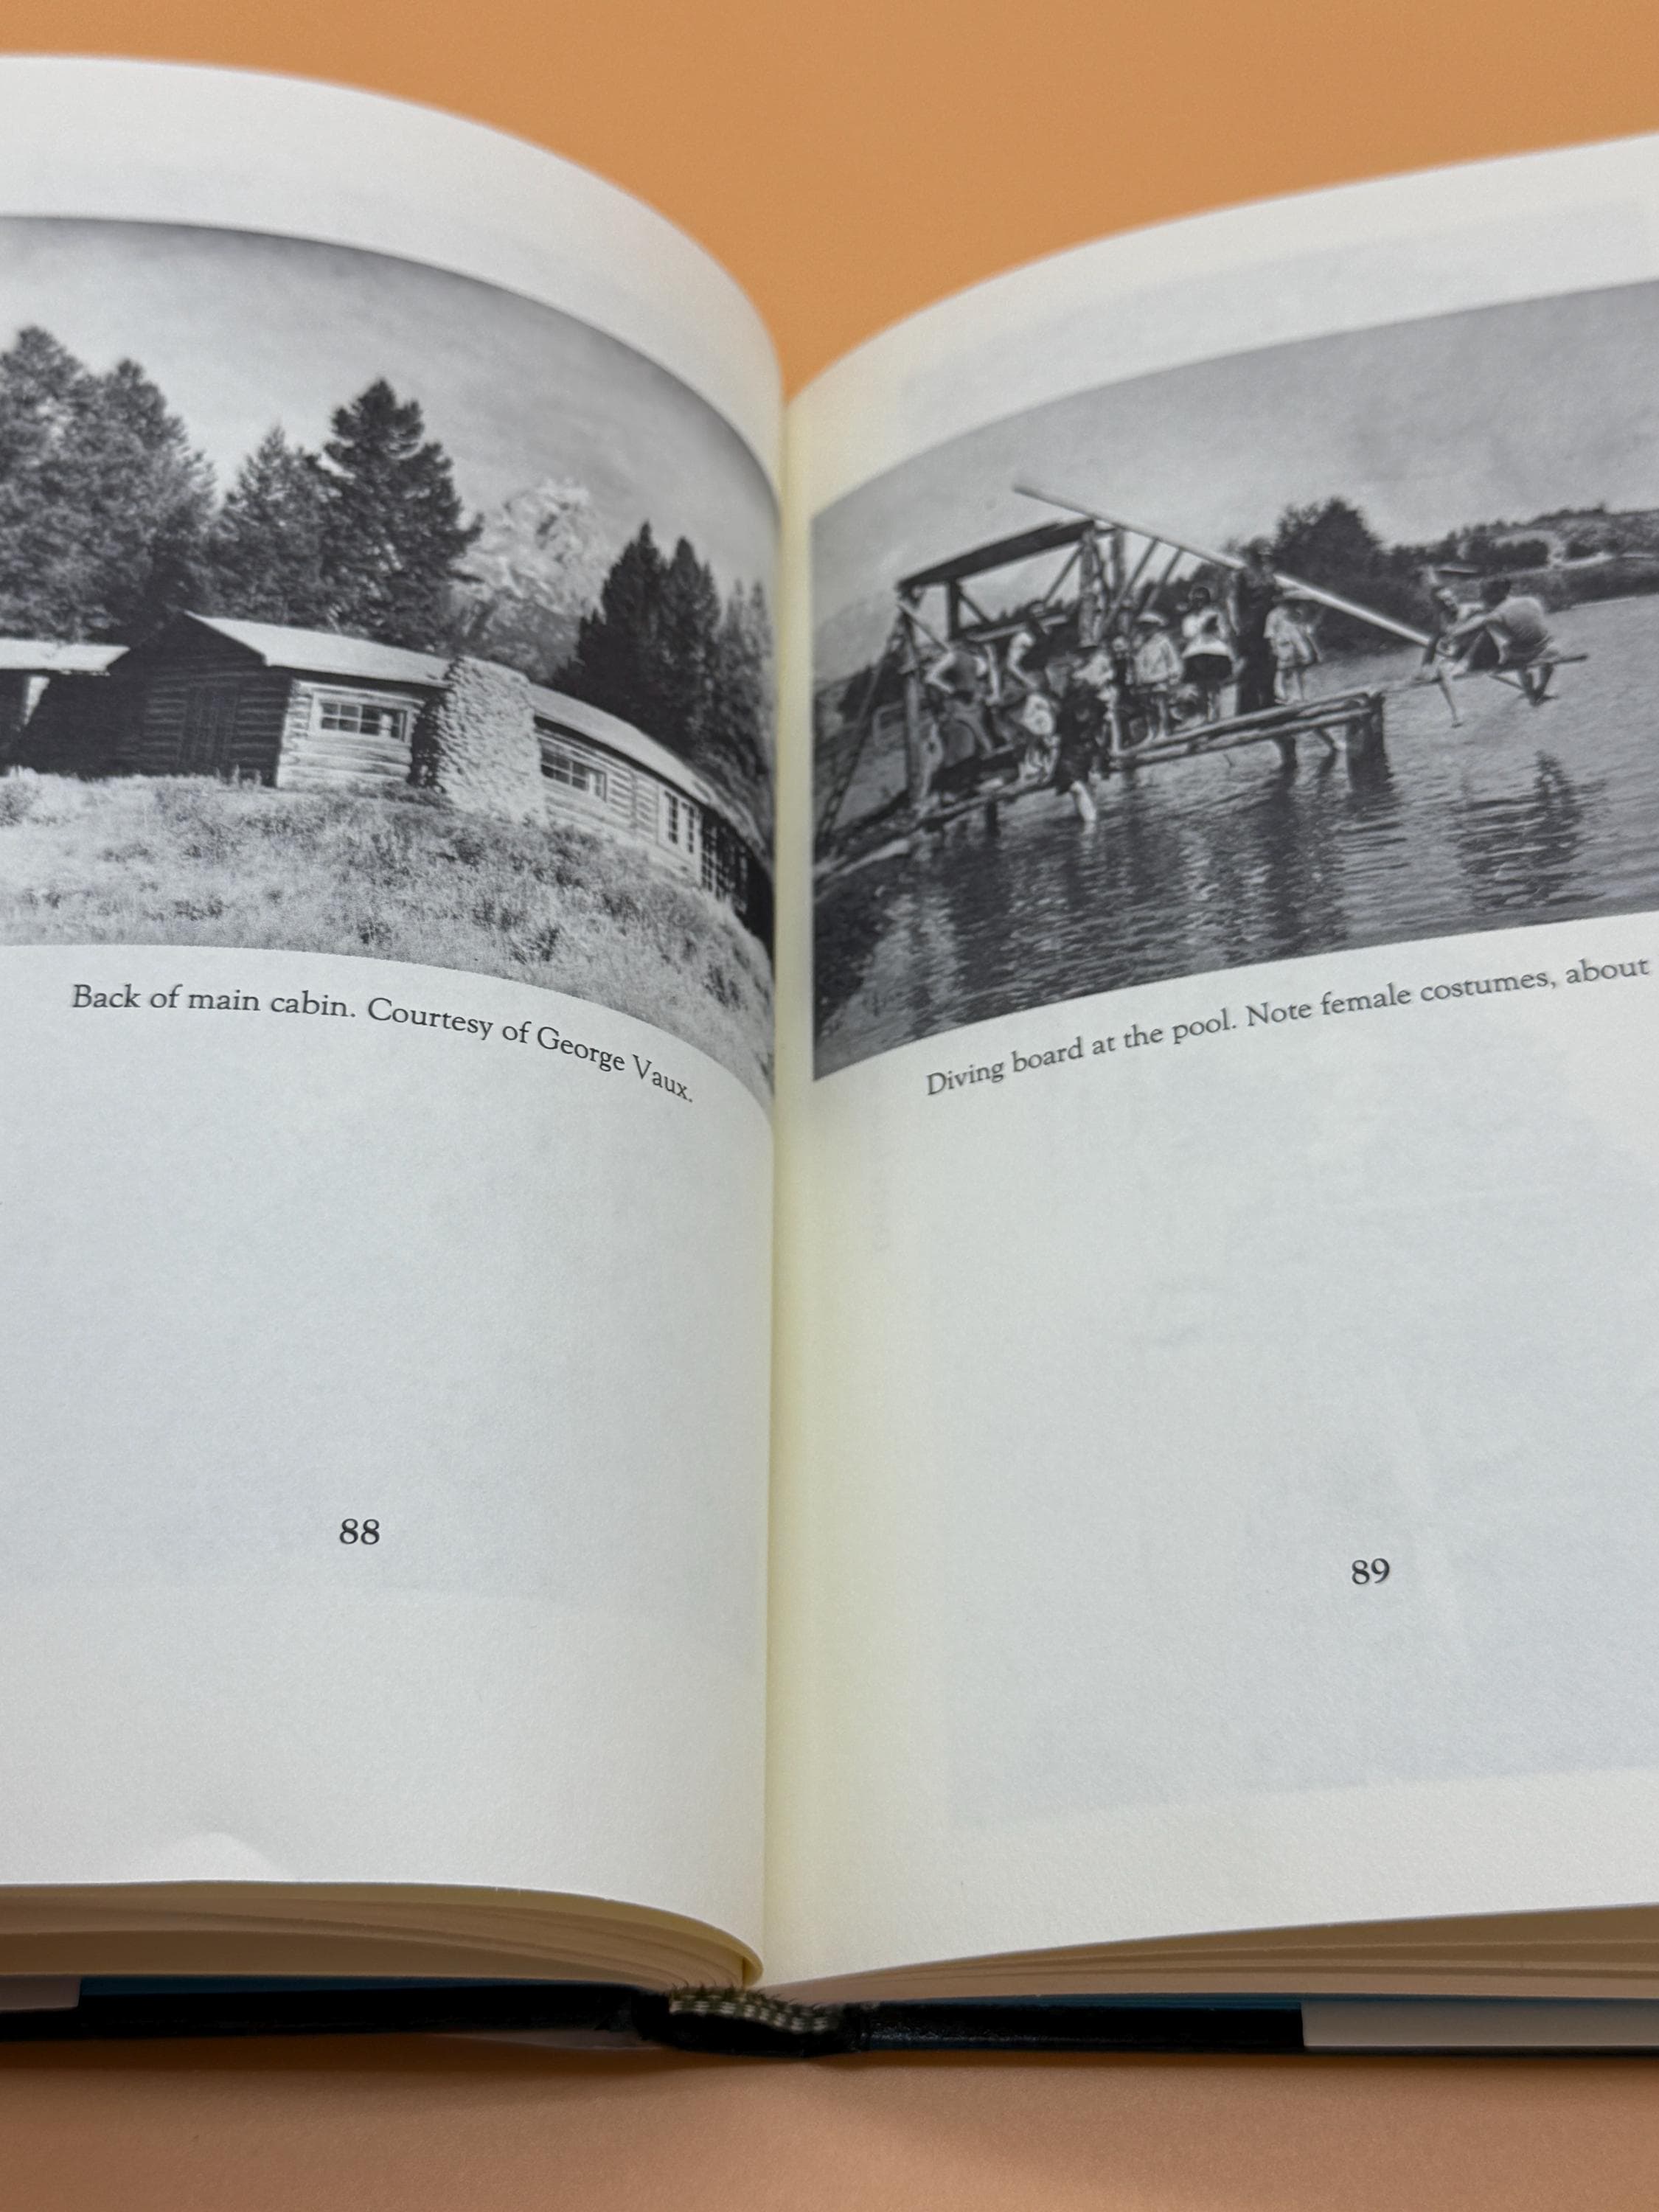 Back of main cabin. Courtesy of George Vaux.
88
Diving board at the pool. Note female costumes, about
89